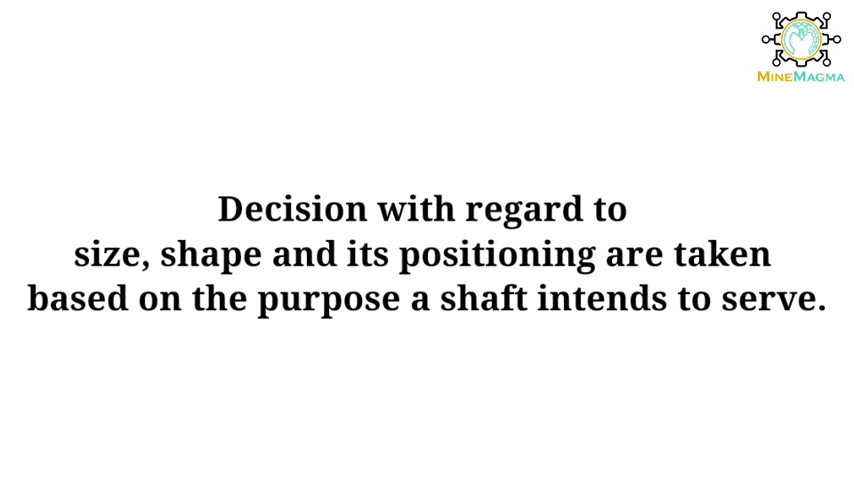 MineMagma
Decision with regard to
size, shape and its positioning are taken
based on the purpose a shaft intends to serve.